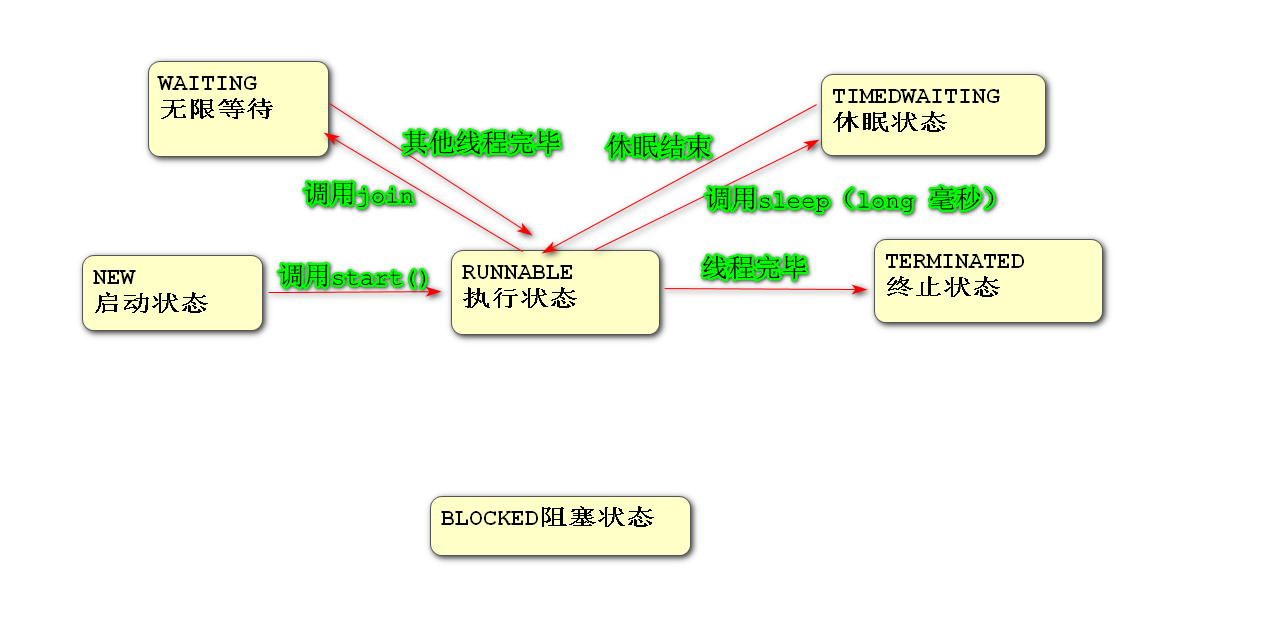 WAITING
无限等待
TIMEDWAITING
休眠状态
其他线程完毕
休眠结束
调用join
调用sleep（long 毫秒）
NEW
启动状态
调用start()
RUNNABLE
执行状态
线程完毕
TERMINATED
终止状态
BLOCKED阻塞状态